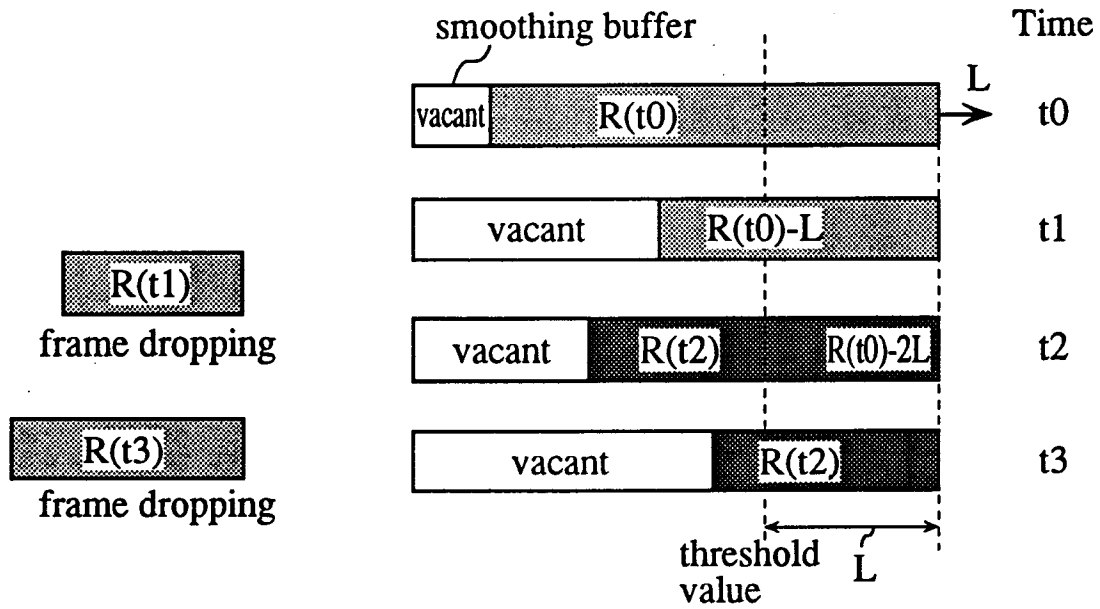 smoothing buffer
Time
L
vacant
R(t0)
t0
vacant
R(t0)-L
t1
R(t1)
frame dropping
vacant
R(t2)
R(t0)-2L
t2
R(t3)
frame dropping
vacant
R(t2)
t3
threshold
value
L